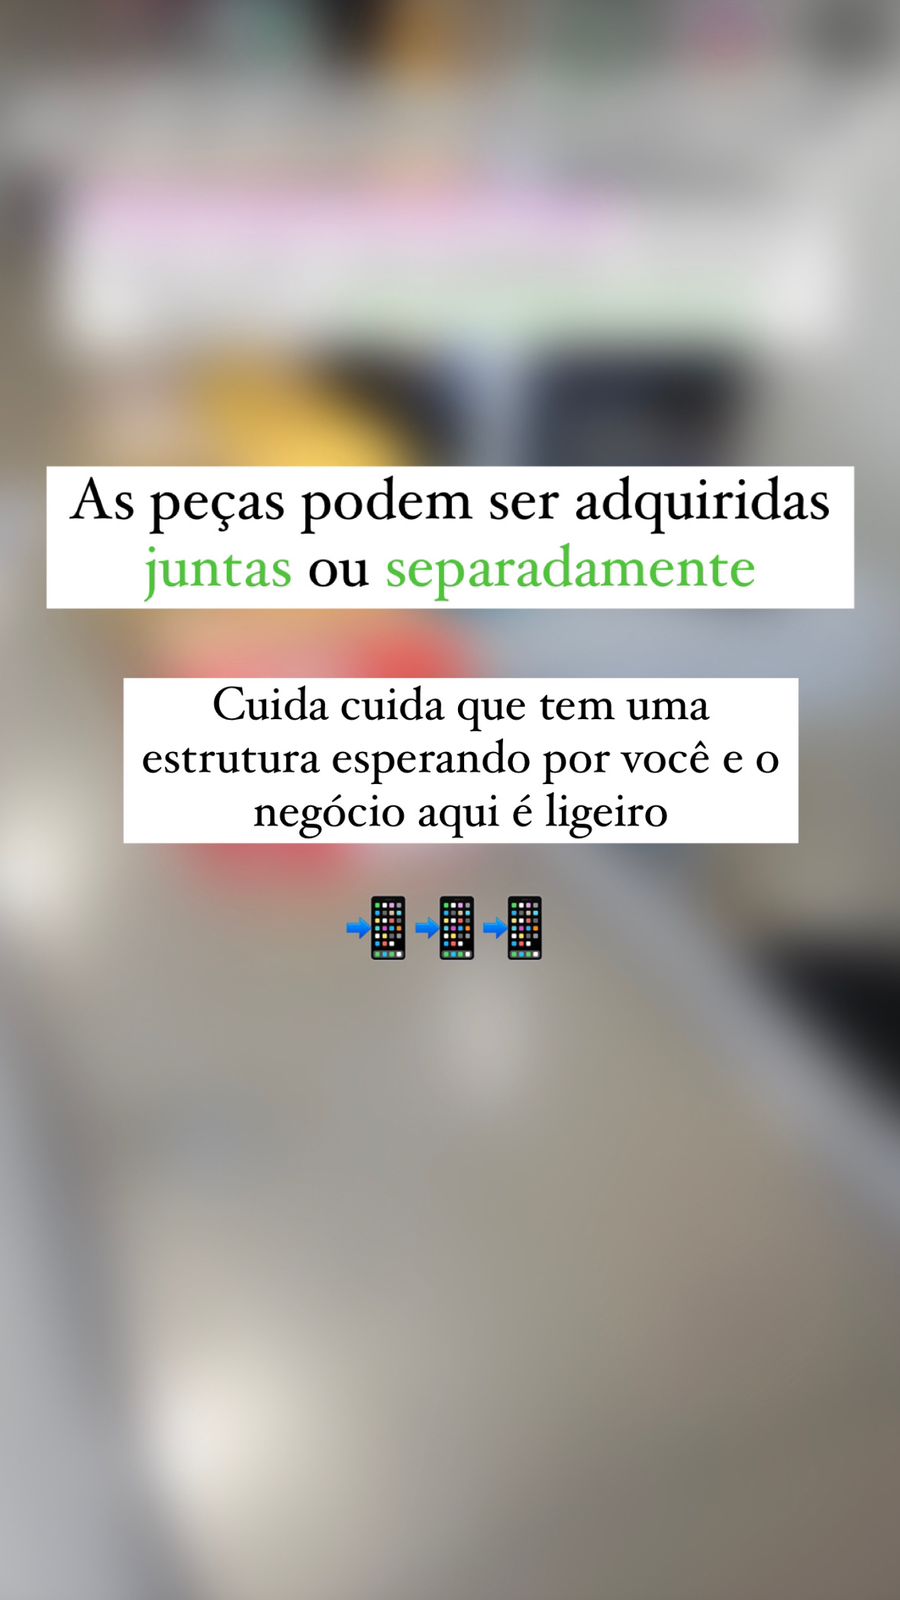 As peças podem ser adquiridas
juntas ou separadamente
Cuida cuida que tem uma
estrutura esperando por você e o
negócio aqui é ligeiro